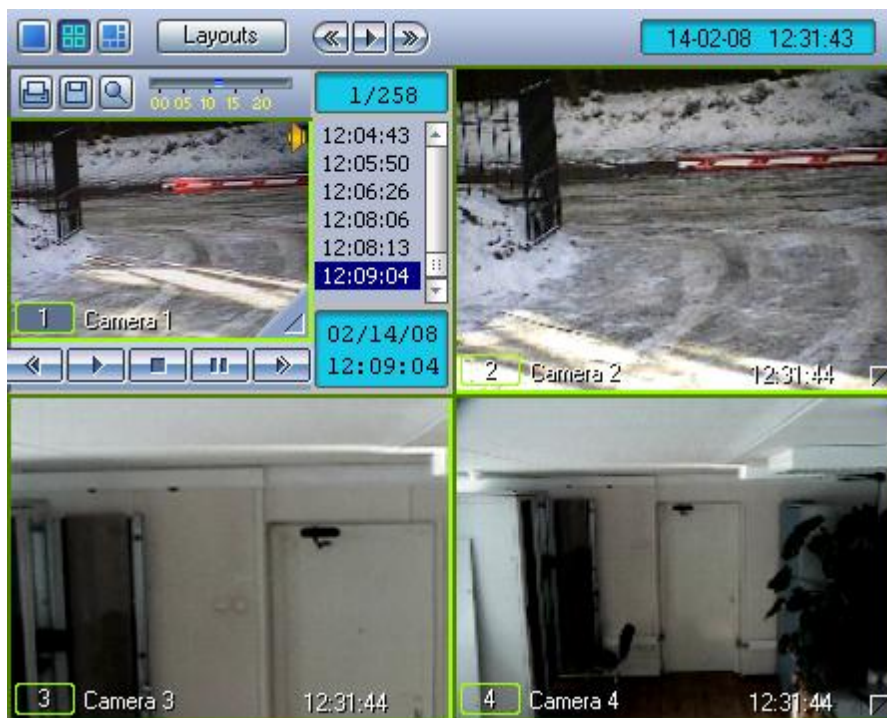 Layouts
14-02-08 12:31:43
00 05 10 15 20
1/258
12:04:43
12:05:50
12:06:26
12:08:06
12:08:13
12:09:04
1 Camera 1
02/14/08
12:09:04
2 Camera 2 12:31:44
3 Camera 3 12:31:44
4 Camera 4 12:31:44